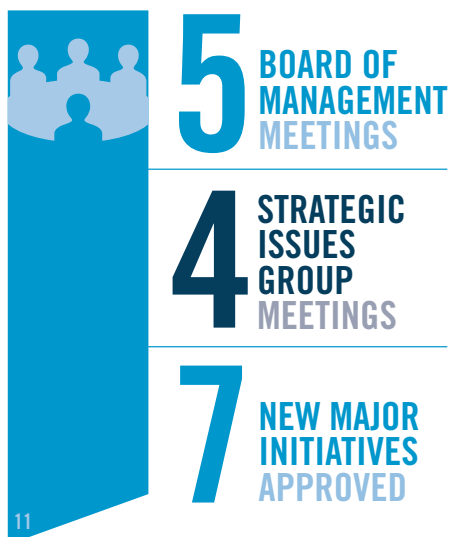 5
BOARD OF
MANAGEMENT
MEETINGS
4
STRATEGIC
ISSUES
GROUP
MEETINGS
7
NEW MAJOR
INITIATIVES
APPROVED
11